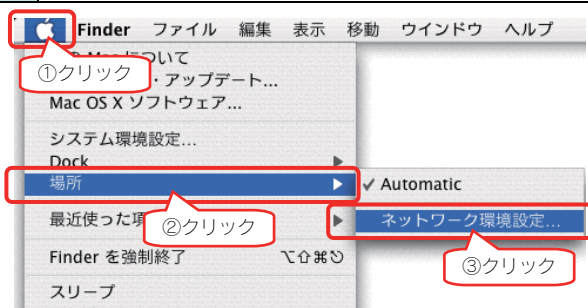 Finder ファイル 編集 表示 移動 ウインドウ ヘルプ
について
①クリック
・アップデート...
Mac OS X ソフトウェア...
システム環境設定...
Dock
場所
✓ Automatic
最近使った項
②クリック
ネットワーク環境設定...
Finder を強制終了 ⌥⇧⌘⎋
③クリック
スリープ